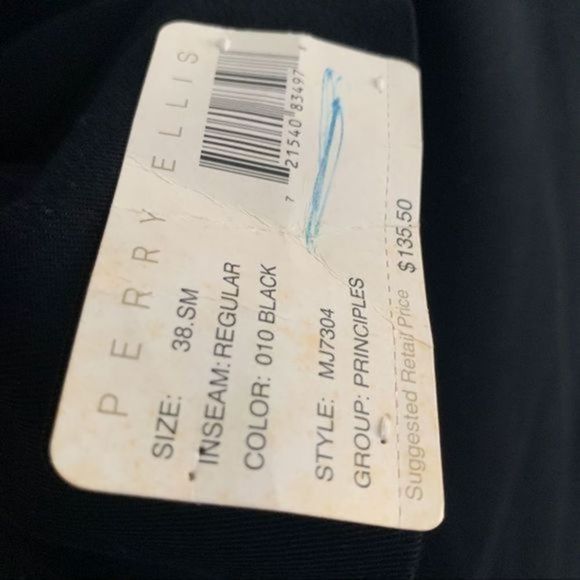 PERRY ELLIS
7 21540 83497
SIZE: 38.SM
INSEAM: REGULAR
COLOR: 010 BLACK
STYLE: MJ7304
GROUP: PRINCIPLES
Suggested Retail Price $135.50